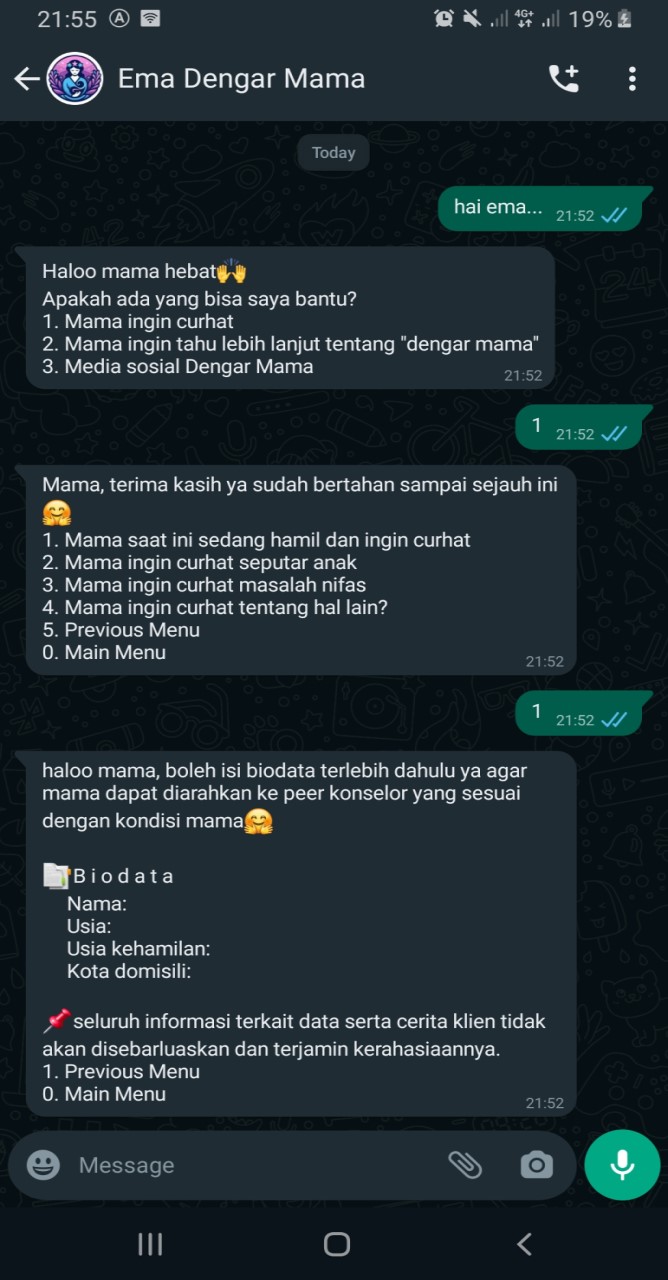 21:55
4G+
19%
Ema Dengar Mama
Today
hai ema...
21:52
Haloo mama hebat🙌
Apakah ada yang bisa saya bantu?
1. Mama ingin curhat
2. Mama ingin tahu lebih lanjut tentang "dengar mama"
3. Media sosial Dengar Mama
21:52
1
21:52
Mama, terima kasih ya sudah bertahan sampai sejauh ini
🤗
1. Mama saat ini sedang hamil dan ingin curhat
2. Mama ingin curhat seputar anak
3. Mama ingin curhat masalah nifas
4. Mama ingin curhat tentang hal lain?
5. Previous Menu
0. Main Menu
21:52
1
21:52
haloo mama, boleh isi biodata terlebih dahulu ya agar
mama dapat diarahkan ke peer konselor yang sesuai
dengan kondisi mama🤗
📑B i o d a t a
Nama:
Usia:
Usia kehamilan:
Kota domisili:
📌seluruh informasi terkait data serta cerita klien tidak
akan disebarluaskan dan terjamin kerahasiaannya.
1. Previous Menu
0. Main Menu
21:52
Message